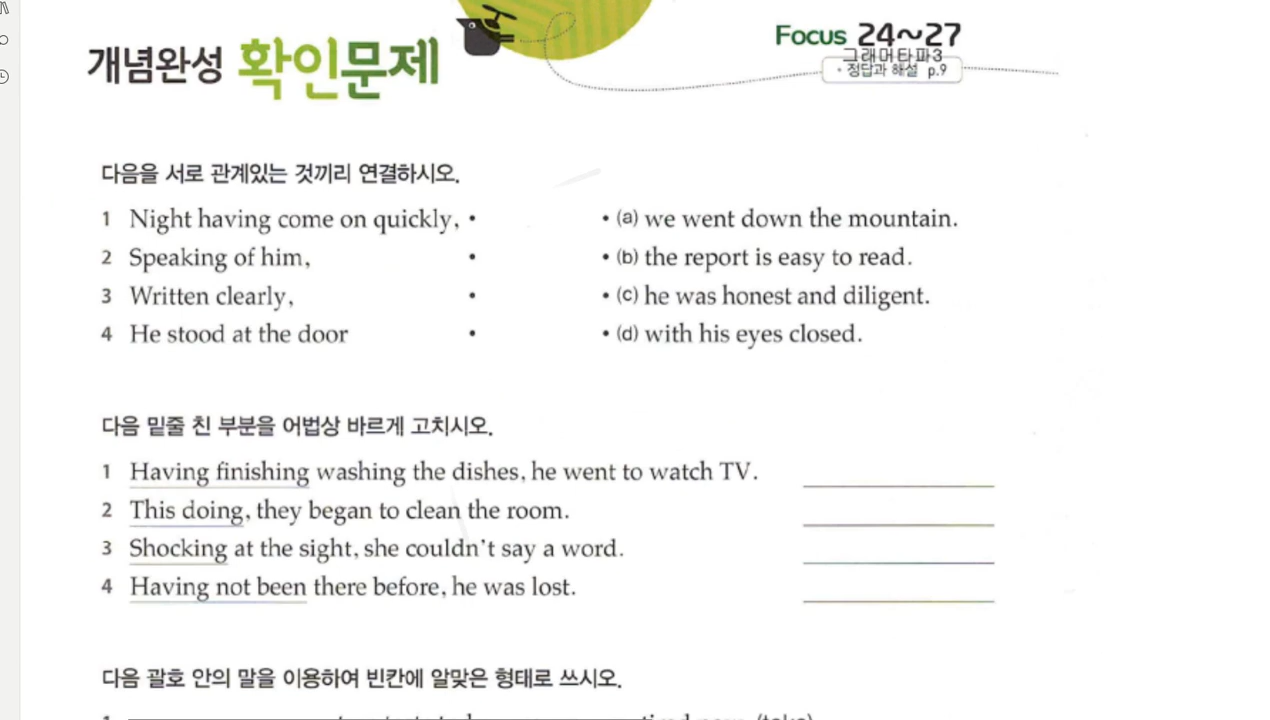 개념완성 확인문제
Focus 24~27
그래머타파3
• 정답과 해설 p.9
다음을 서로 관계있는 것끼리 연결하시오.
1 Night having come on quickly, • • (a) we went down the mountain.
2 Speaking of him, • • (b) the report is easy to read.
3 Written clearly, • • (c) he was honest and diligent.
4 He stood at the door • • (d) with his eyes closed.
다음 밑줄 친 부분을 어법상 바르게 고치시오.
1 Having finishing washing the dishes, he went to watch TV.
2 This doing, they began to clean the room.
3 Shocking at the sight, she couldn't say a word.
4 Having not been there before, he was lost.
다음 괄호 안의 말을 이용하여 빈칸에 알맞은 형태로 쓰시오.